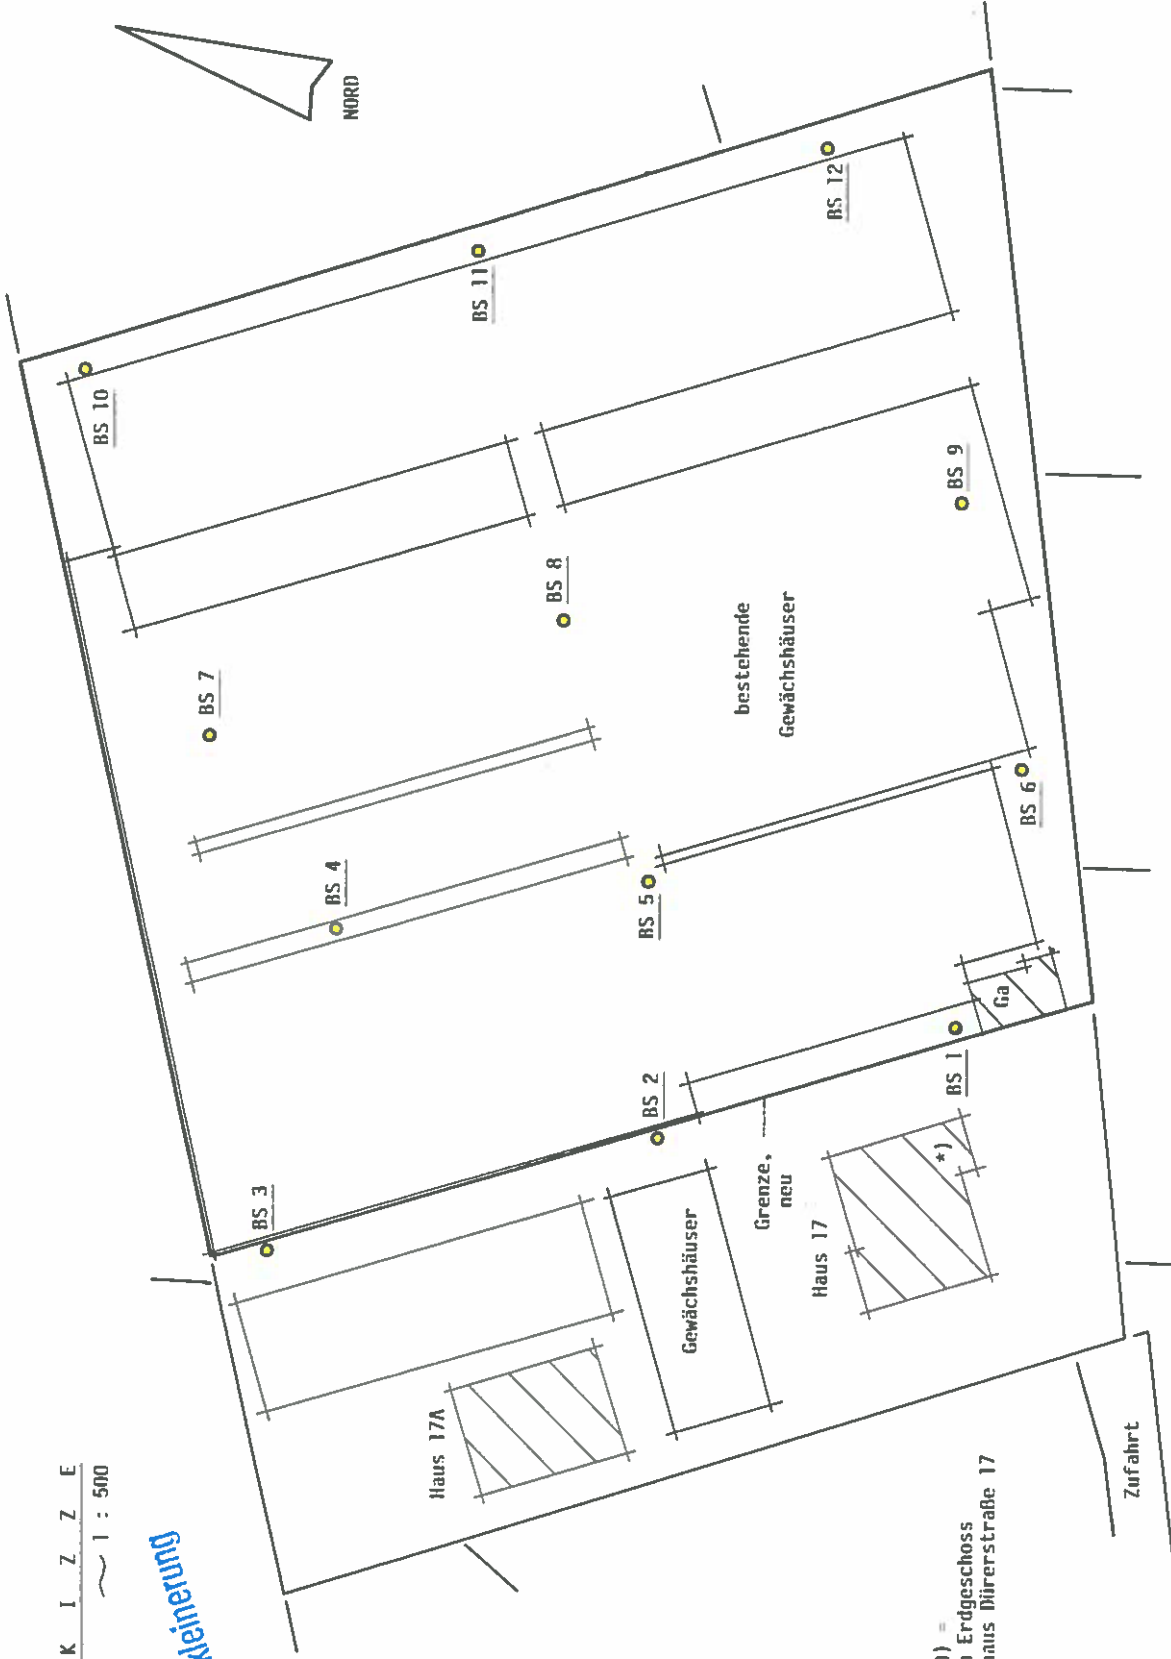 K I Z Z E
~ 1 : 500
kleinerung
NORD
BS 10
BS 11
BS 12
BS 7
BS 8
BS 9
BS 4
BS 5
BS 6
bestehende
Gewächshäuser
BS 3
BS 2
BS 1
Ga
Grenze,
neu
Haus 17
*)
Gewächshäuser
Haus 17A
Zufahrt
) =
Erdgeschoss
haus Dürerstraße 17